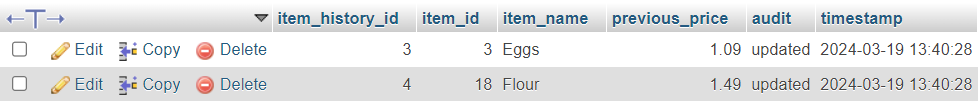 item_history_id item_id item_name previous_price audit timestamp
Edit Copy Delete 3 3 Eggs 1.09 updated 2024-03-19 13:40:28
Edit Copy Delete 4 18 Flour 1.49 updated 2024-03-19 13:40:28